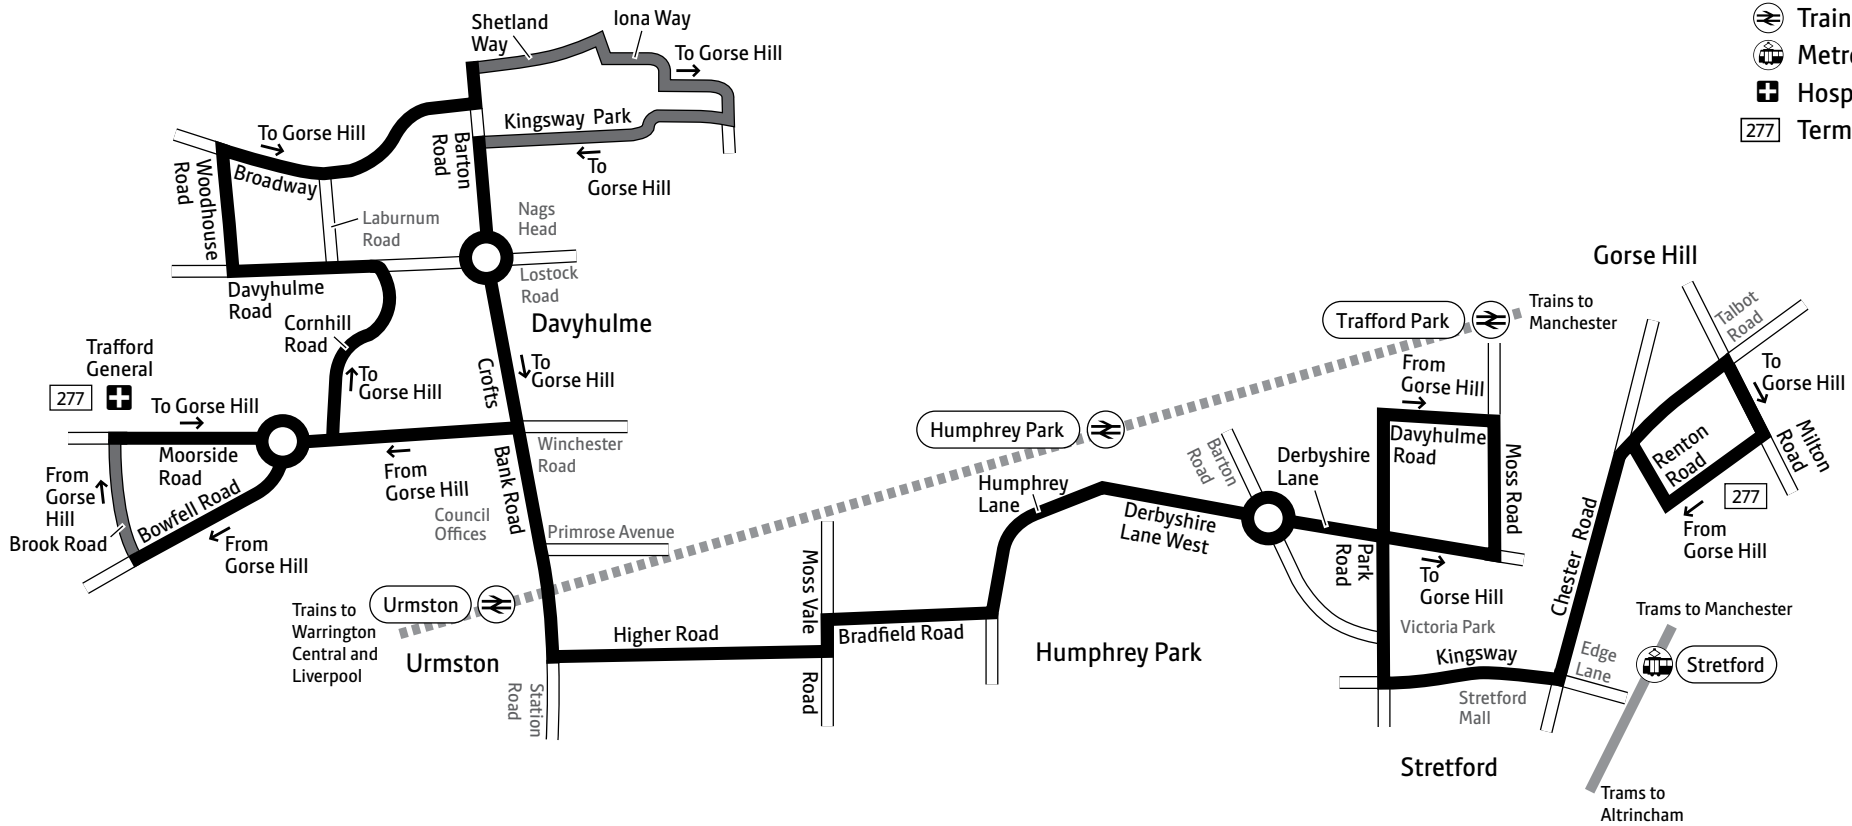 Shetland
Way
Iona Way
To Gorse Hill
Kingsway Park
To
Gorse Hill
To Gorse Hill
Broadway
Woodhouse
Road
Barton
Road
Laburnum
Road
Nags
Head
Lostock
Road
Davyhulme
Road
Cornhill
Road
Davyhulme
Trafford
General
277
To Gorse Hill
To
Gorse Hill
Crofts
Bank Road
To
Gorse Hill
Winchester
Road
Moorside
Road
From
Gorse Hill
From
Gorse
Hill
Brook Road
Bowfell Road
From
Gorse Hill
Council
Offices
Primrose Avenue
Urmston
Trains to
Warrington
Central and
Liverpool
Urmston
Station
Road
Higher Road
Moss Vale
Road
Bradfield Road
Humphrey Park
Humphrey
Lane
Derbyshire
Lane West
Humphrey Park
Barton
Road
Derbyshire
Lane
Trafford Park
Trains to
Manchester
From
Gorse Hill
Davyhulme
Road
Moss Road
Park
Road
To
Gorse Hill
Victoria Park
Kingsway
Stretford
Mall
Stretford
Chester Road
Edge
Lane
Trams to Manchester
Stretford
Trams to
Altrincham
Gorse Hill
Talbot
Road
To
Gorse Hill
Milton
Road
Renton
Road
277
From
Gorse Hill
Train
Metr
Hosp
277 Term